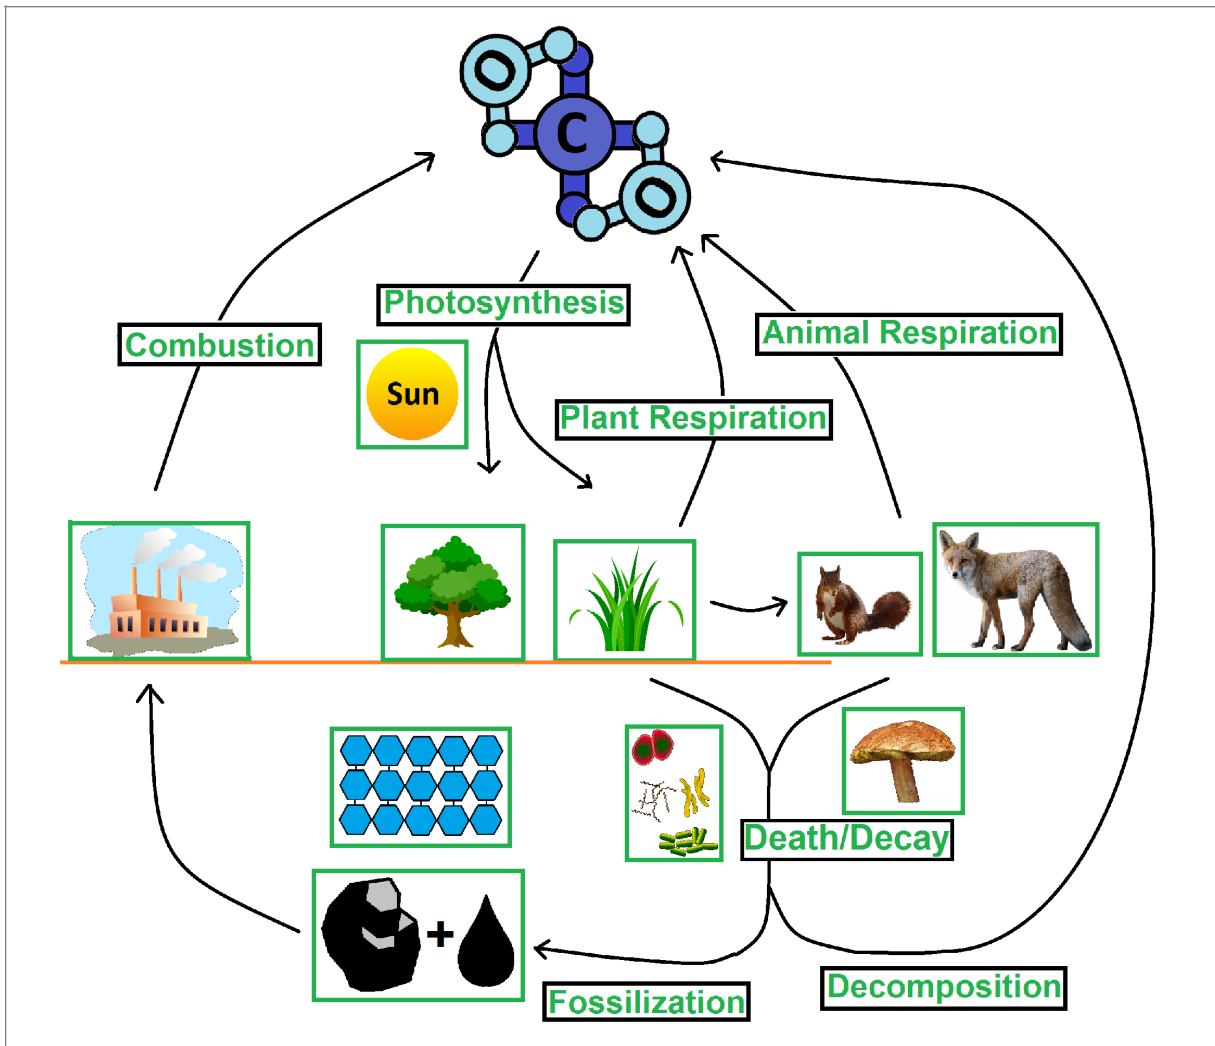 O
C
O
Photosynthesis
Combustion
Animal Respiration
Sun
Plant Respiration
Death/Decay
+
Decomposition
Fossilization